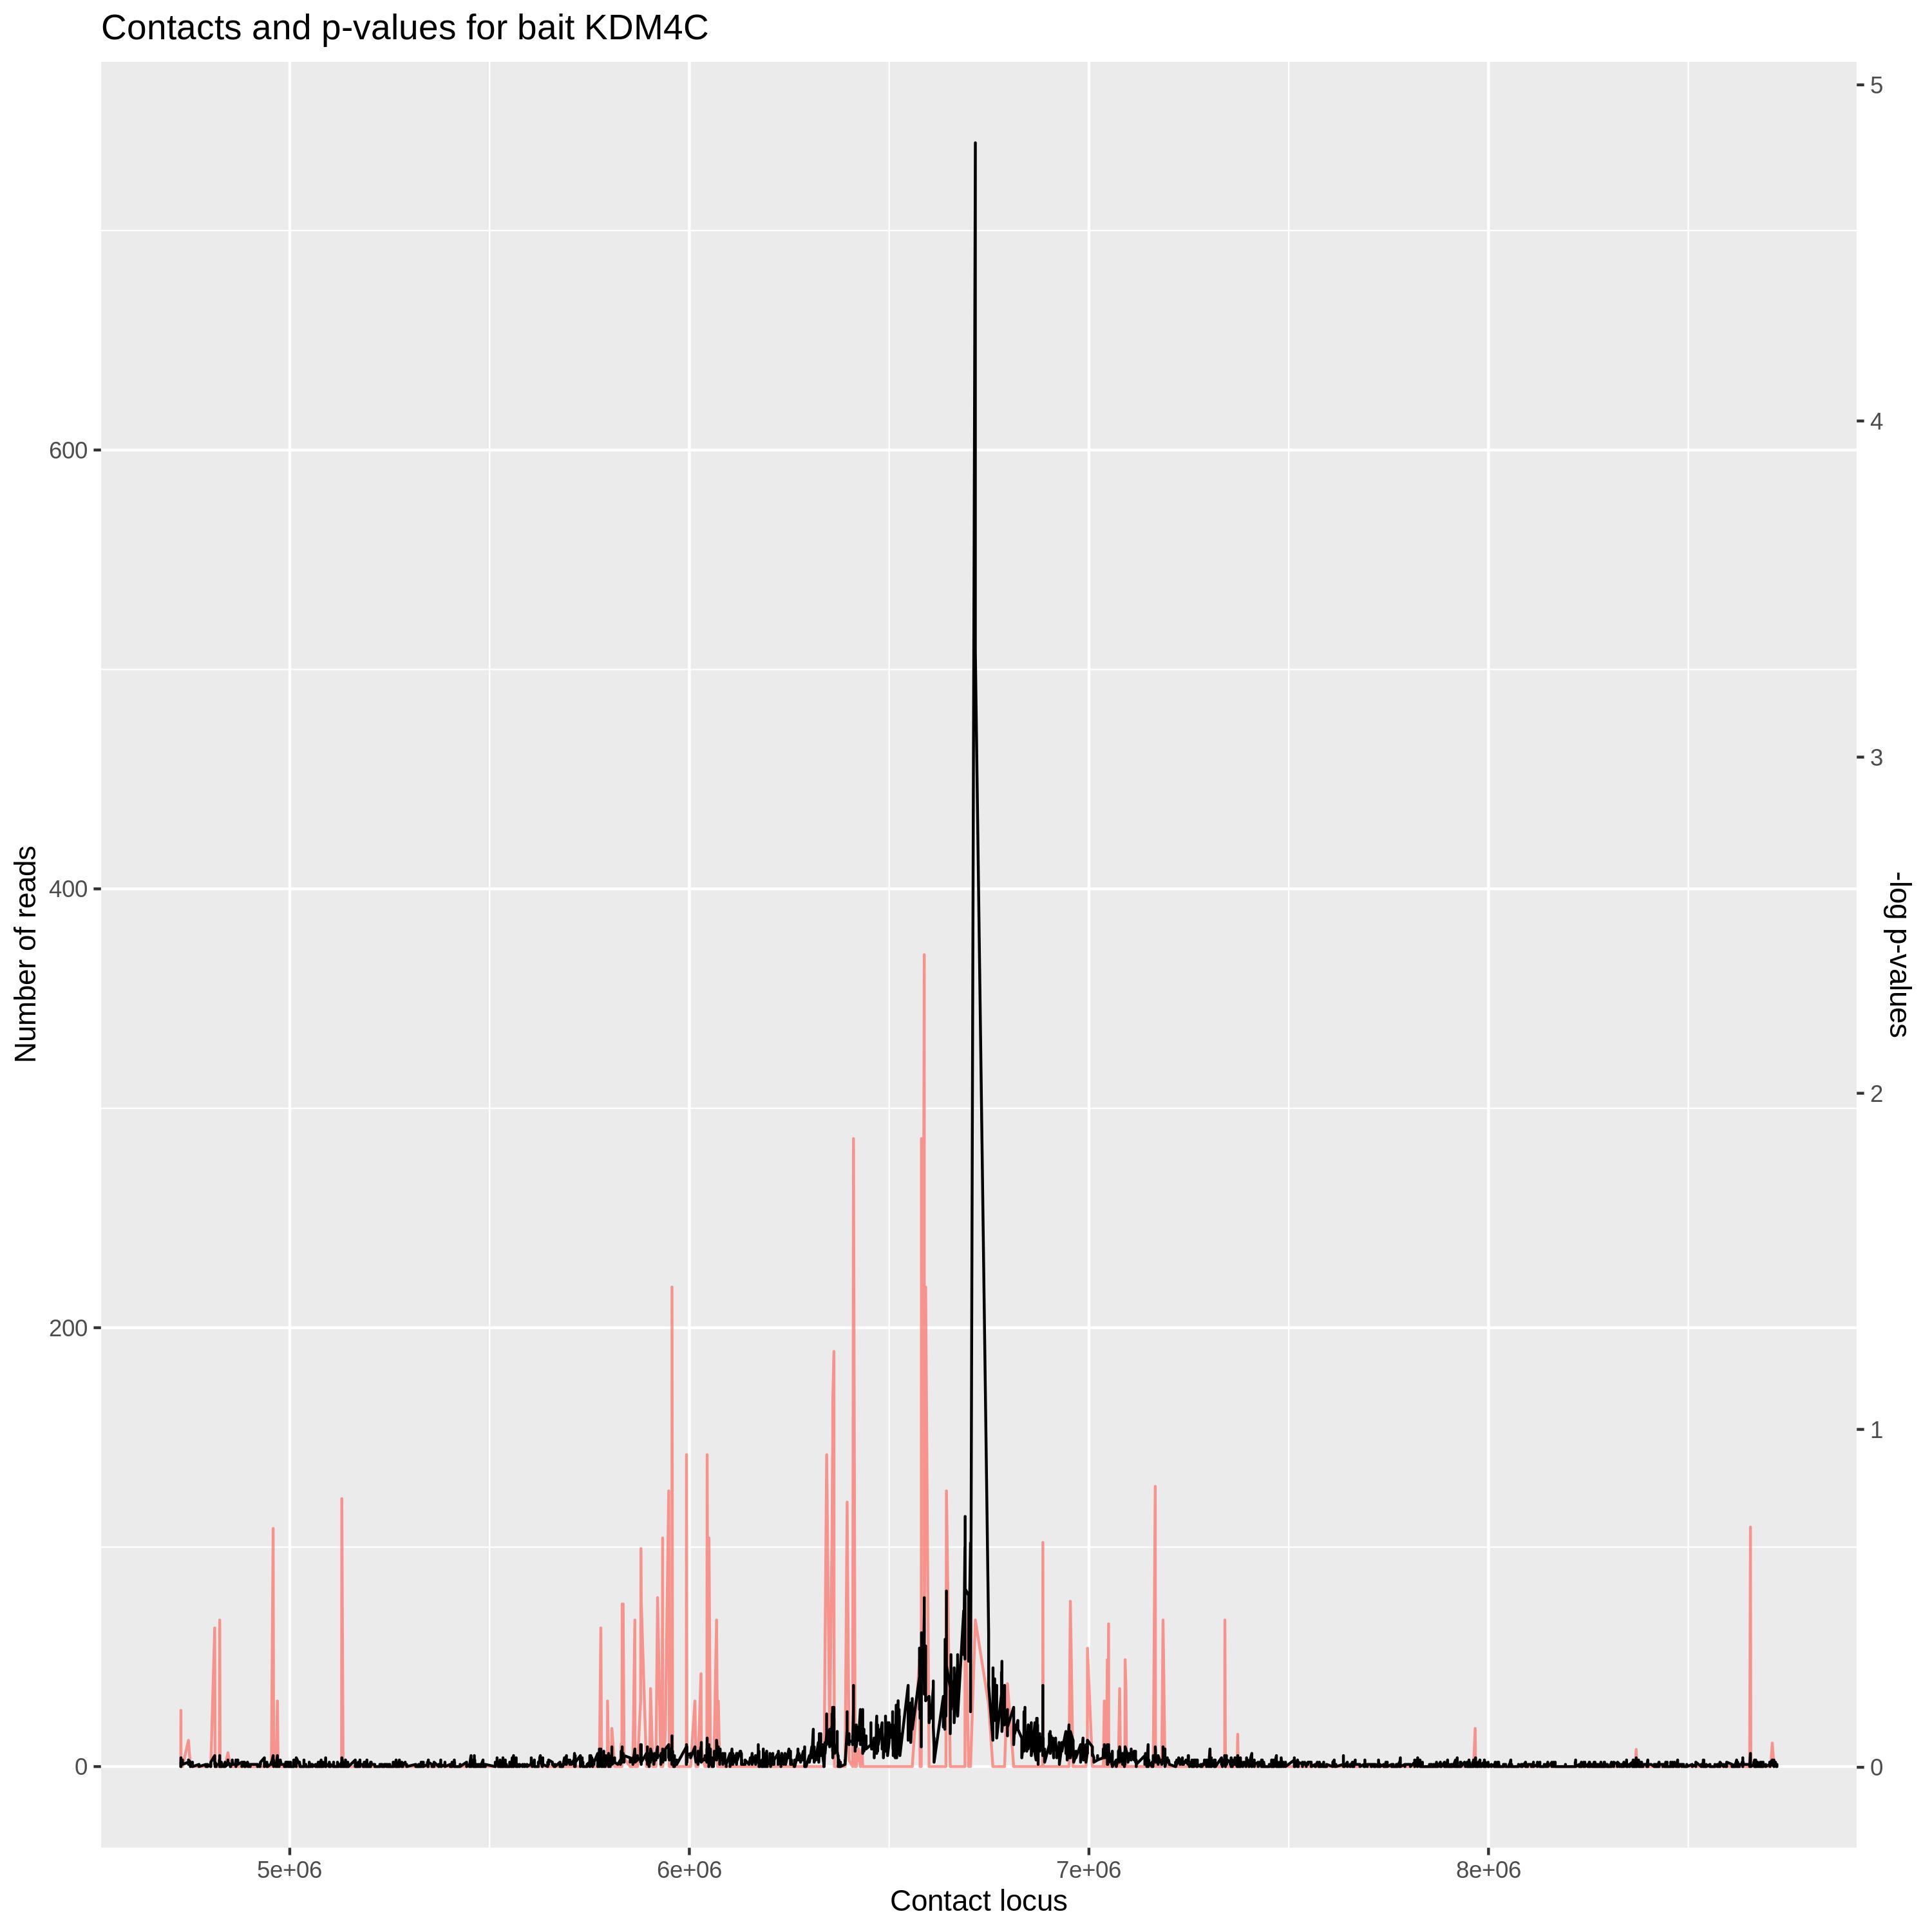 Contacts and p-values for bait KDM4C
Number of reads
600
400
200
0
5
4
3
2
1
0
-log p-values
5e+06
6e+06
7e+06
8e+06
Contact locus